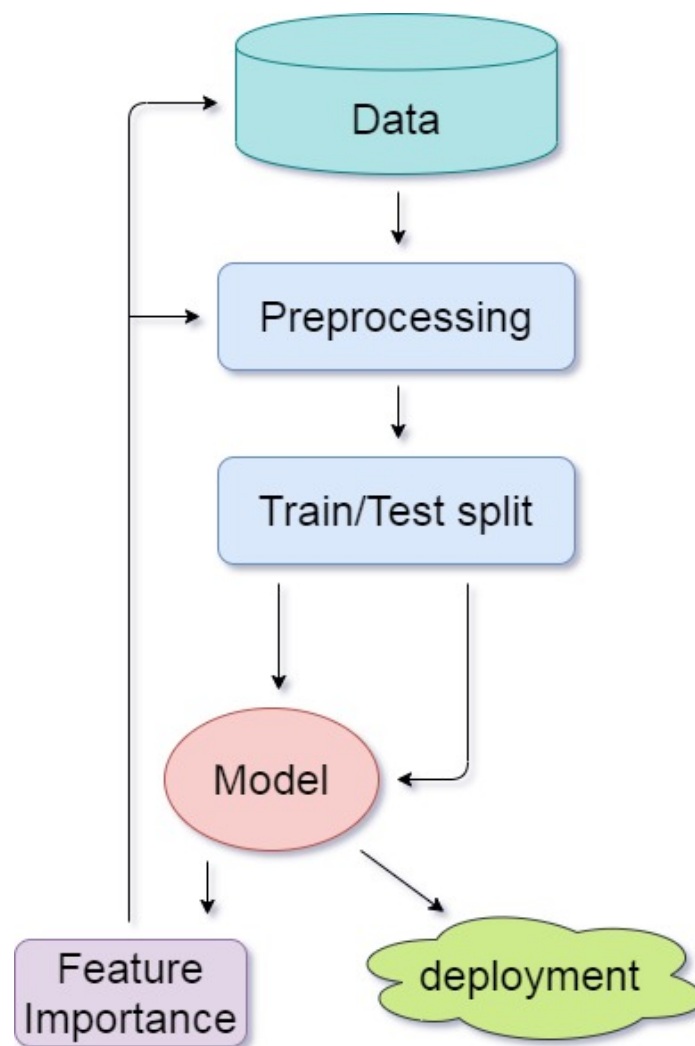 Data
Preprocessing
Train/Test split
Model
Feature
Importance
deployment